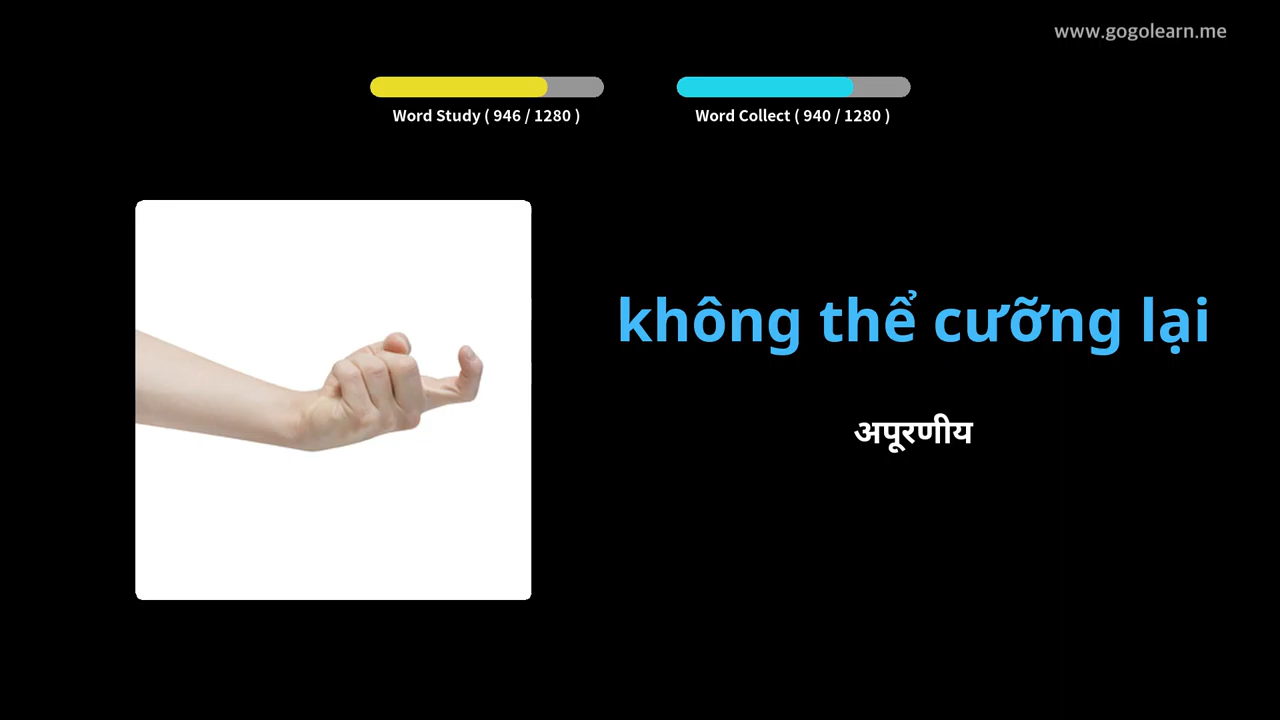 www.gogolearn.me
Word Study ( 946 / 1280 )
Word Collect ( 940 / 1280 )
không thể cưỡng lại
अपूरणीय